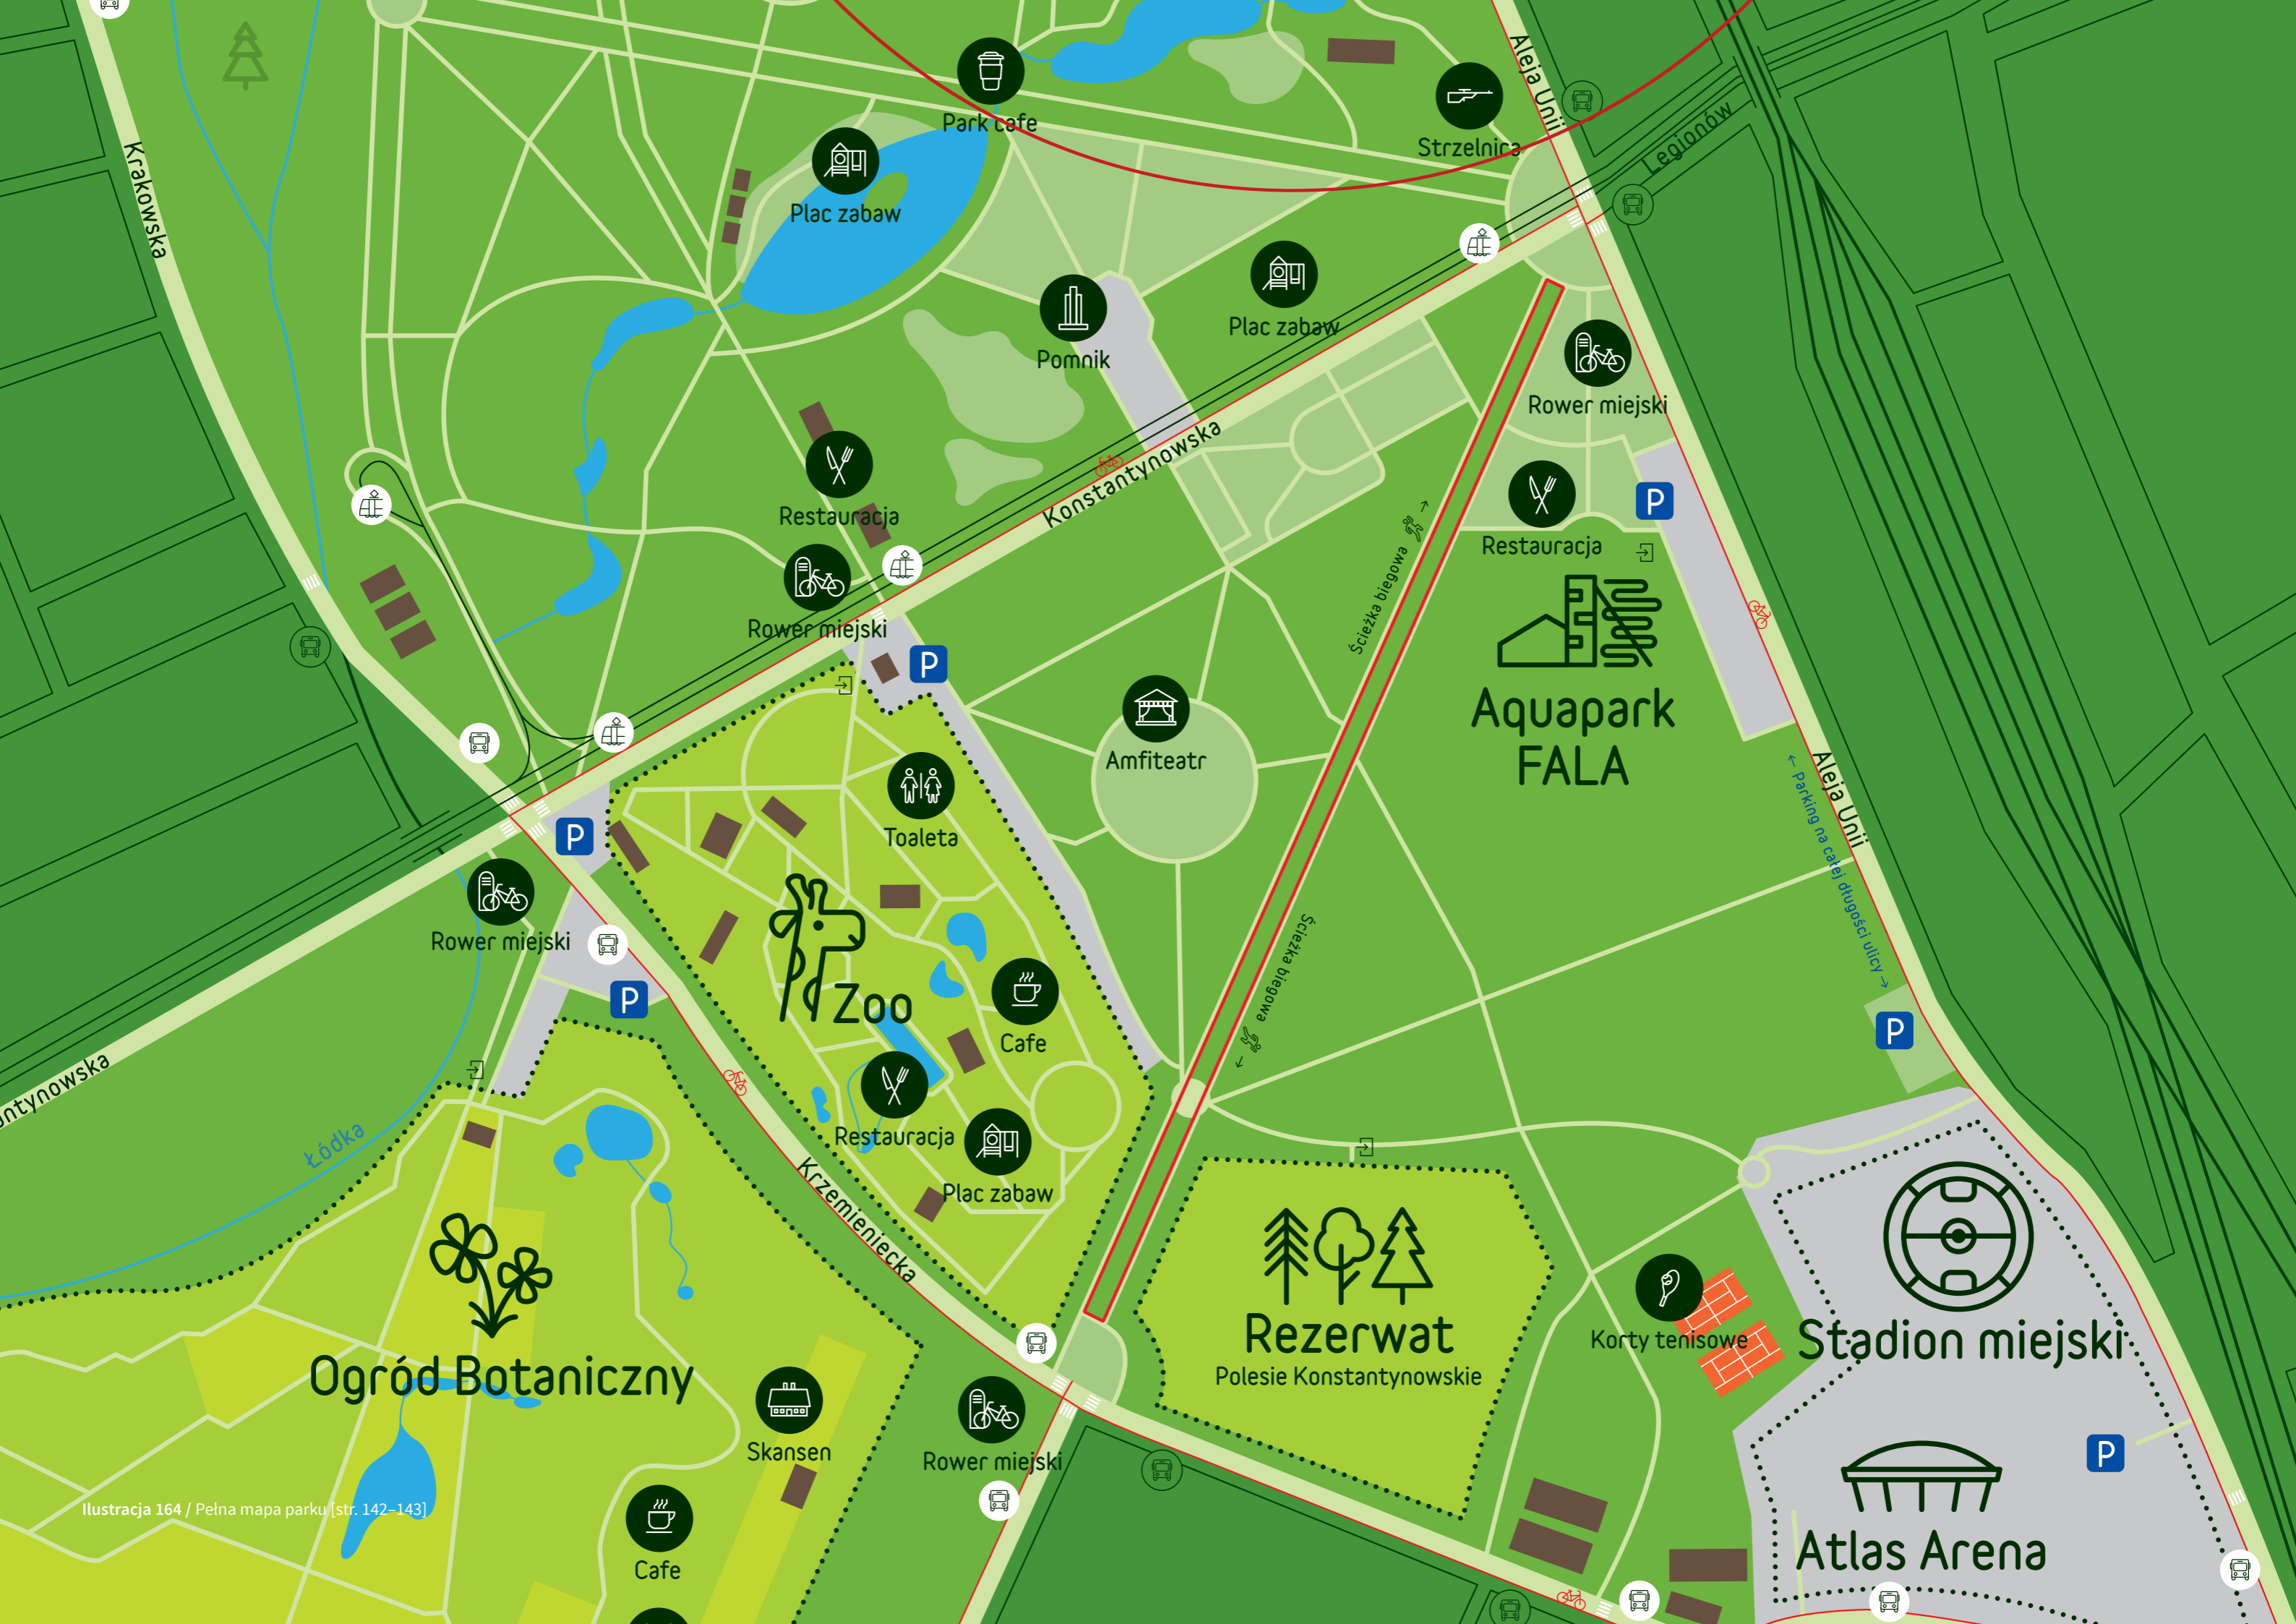 Krakowska
Park cafe
Aleja Unii
Strzelnica
Legionów
Plac zabaw
Plac zabaw
Pomnik
Rower miejski
Konstantynowska
Restauracja
P
Restauracja
Ścieżka biegowa →
Rower miejski
P
Aquapark
FALA
Amfiteatr
Toaleta
P
← Parking na całej długości ulicy →
Aleja Unii
Rower miejski
← Ścieżka biegowa
P
Zoo
Cafe
P
ntynowska
Łódka
Restauracja
Plac zabaw
Krzemieniecka
Rezerwat
Polesie Konstantynowskie
Korty tenisowe
Stadion miejski
Ogród Botaniczny
Skansen
Rower miejski
P
Ilustracja 164 / Pełna mapa parku [str. 142–143]
Cafe
Atlas Arena